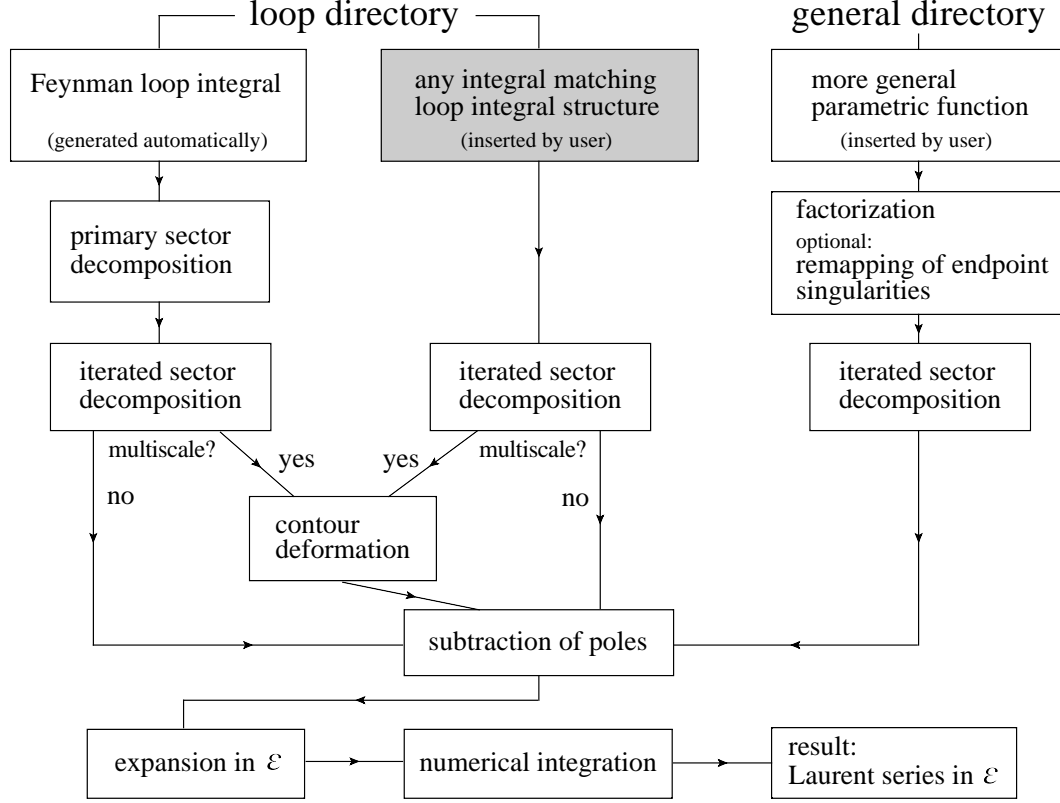 loop directory
general directory
Feynman loop integral
(generated automatically)
any integral matching
loop integral structure
(inserted by user)
more general
parametric function
(inserted by user)
primary sector
decomposition
factorization
optional:
remapping of endpoint
singularities
iterated sector
decomposition
iterated sector
decomposition
iterated sector
decomposition
multiscale?
yes
no
yes
multiscale?
no
contour
deformation
subtraction of poles
expansion in ε
numerical integration
result:
Laurent series in ε